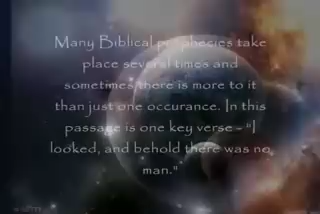 Many Biblical prophecies take
place several times and
sometimes there is more to it
than just one occurance. In this
passage is one key verse - "I
looked, and behold there was no
man."